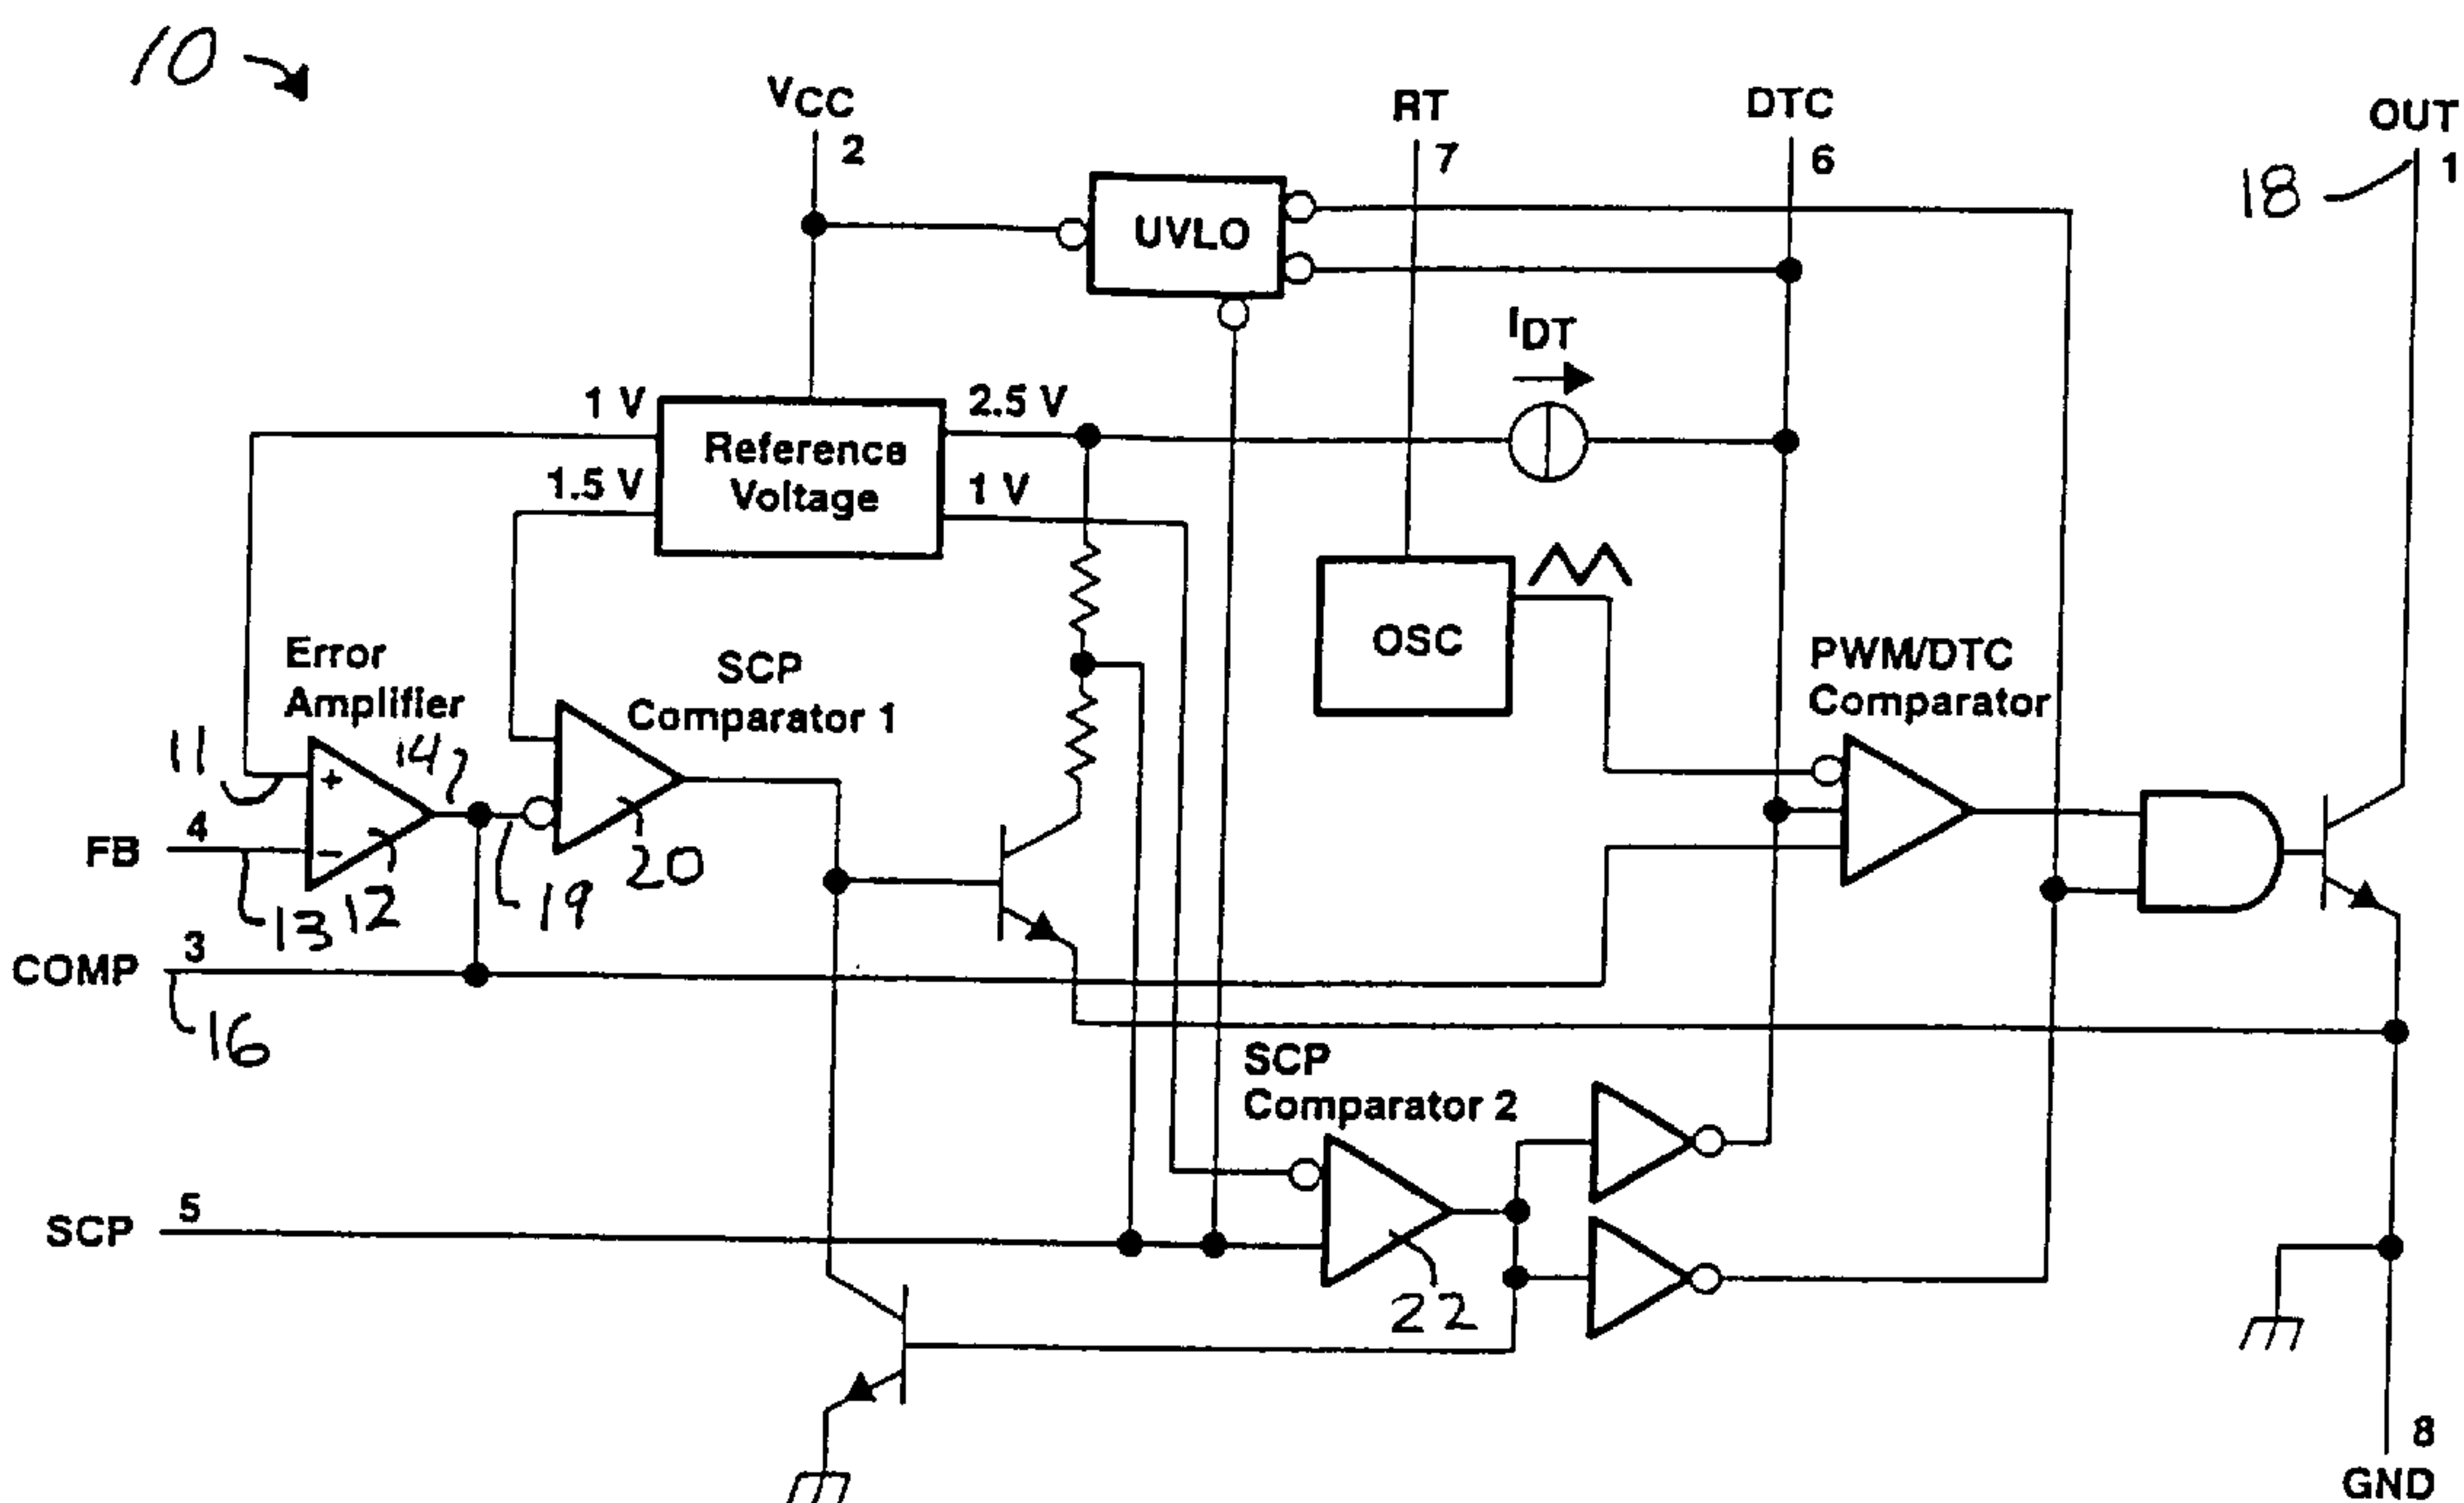 10
VCC
2
RT
7
DTC
6
OUT
1
18
UVLO
IDT
1 V
2.5 V
Reference
Voltage
1.5 V
1 V
OSC
Error
Amplifier
SCP
Comparator 1
PWM/DTC
Comparator
11
14
+
FB
4
−
13
12
19
20
COMP
3
16
SCP
Comparator 2
SCP
5
22
8
GND